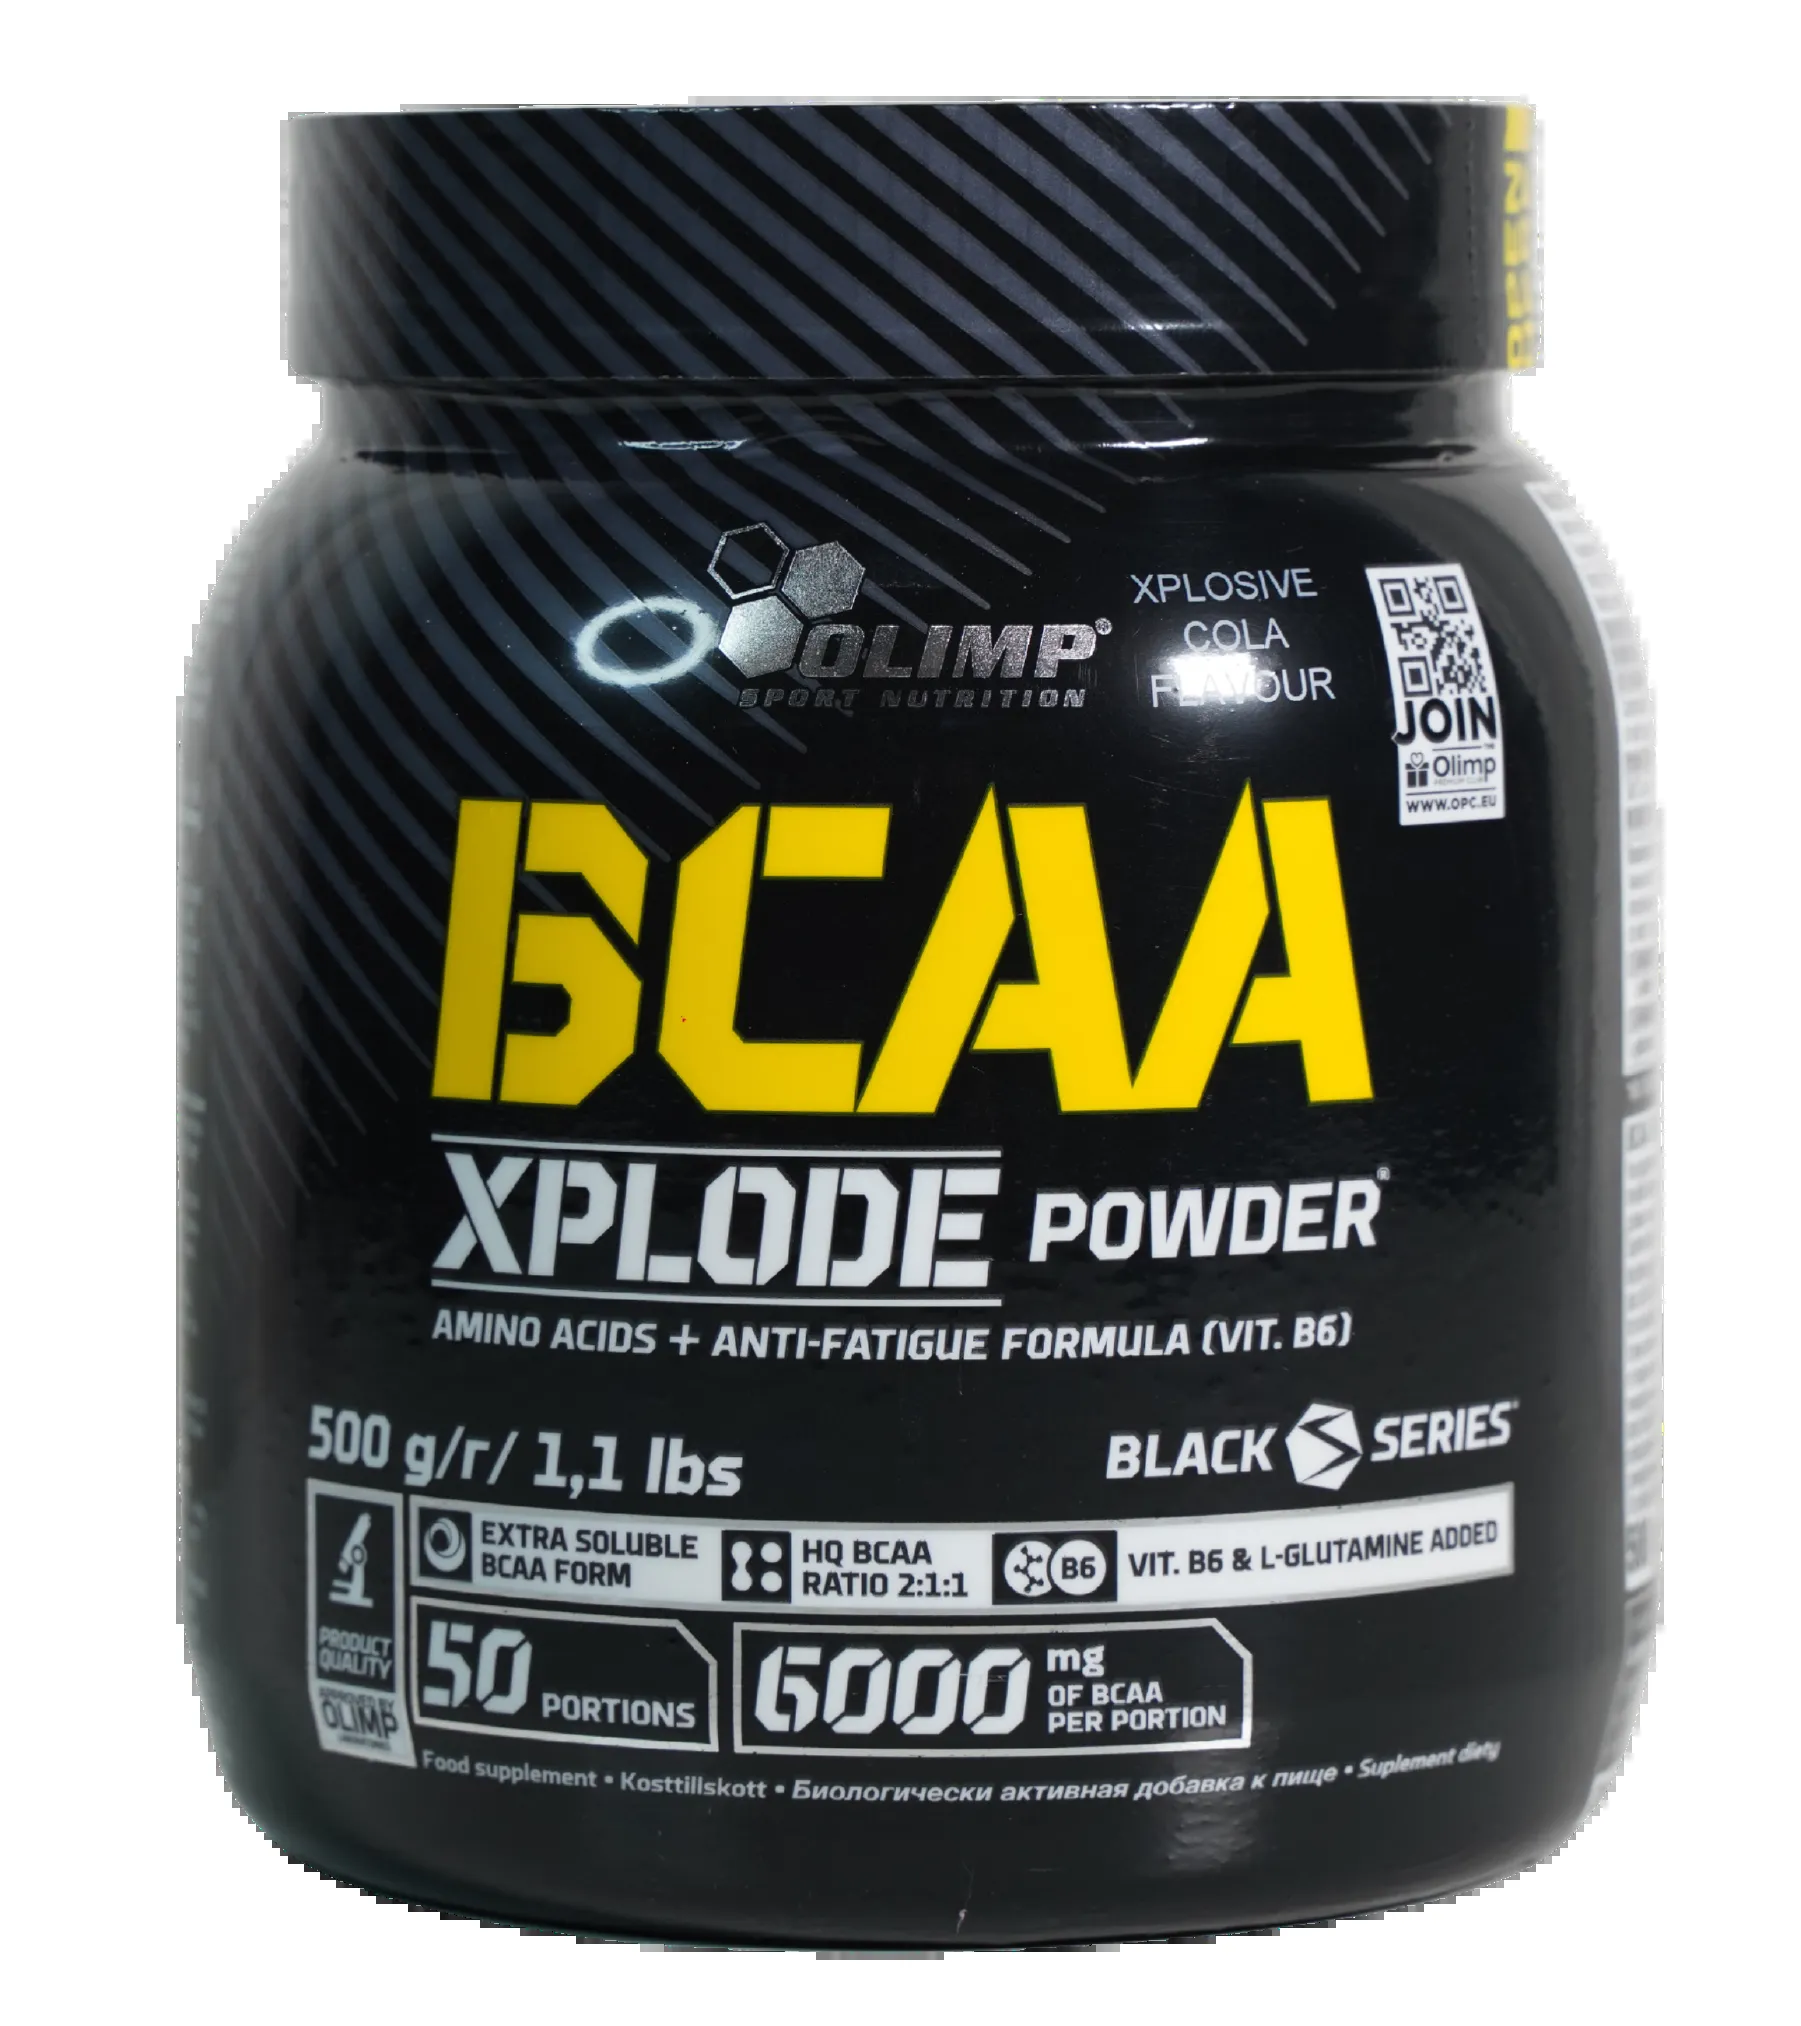 OLIMP®
SPORT NUTRITION
XPLOSIVE
COLA
FLAVOUR
JOIN
Olimp
WWW.OPC.EU
BCAA
XPLODE POWDER®
AMINO ACIDS + ANTI-FATIGUE FORMULA (VIT. B6)
500 g/r/ 1,1 lbs
BLACK SERIES
EXTRA SOLUBLE
BCAA FORM
HQ BCAA
RATIO 2:1:1
B6
VIT. B6 & L-GLUTAMINE ADDED
PRODUCT
QUALITY
APPROVED BY
OLIMP
LABORATORIES
50 PORTIONS
6000 mg
OF BCAA
PER PORTION
Food supplement • Kosttillskott • Биологически активная добавка к пище • Suplement diety